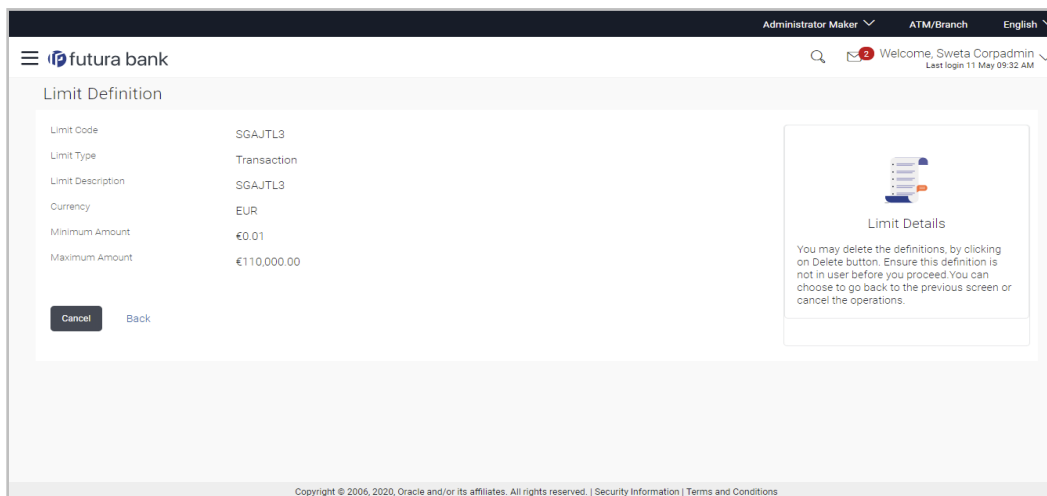 Administrator Maker ATM/Branch English
futura bank
2 Welcome, Sweta Corpadmin
Last login 11 May 09:32 AM
Limit Definition
Limit Code SGAJTL3
Limit Type Transaction
Limit Description SGAJTL3
Currency EUR
Minimum Amount €0.01
Maximum Amount €110,000.00
Cancel Back
Limit Details
You may delete the definitions, by clicking
on Delete button. Ensure this definition is
not in user before you proceed.You can
choose to go back to the previous screen or
cancel the operations.
Copyright © 2006, 2020, Oracle and/or its affiliates. All rights reserved. | Security Information | Terms and Conditions